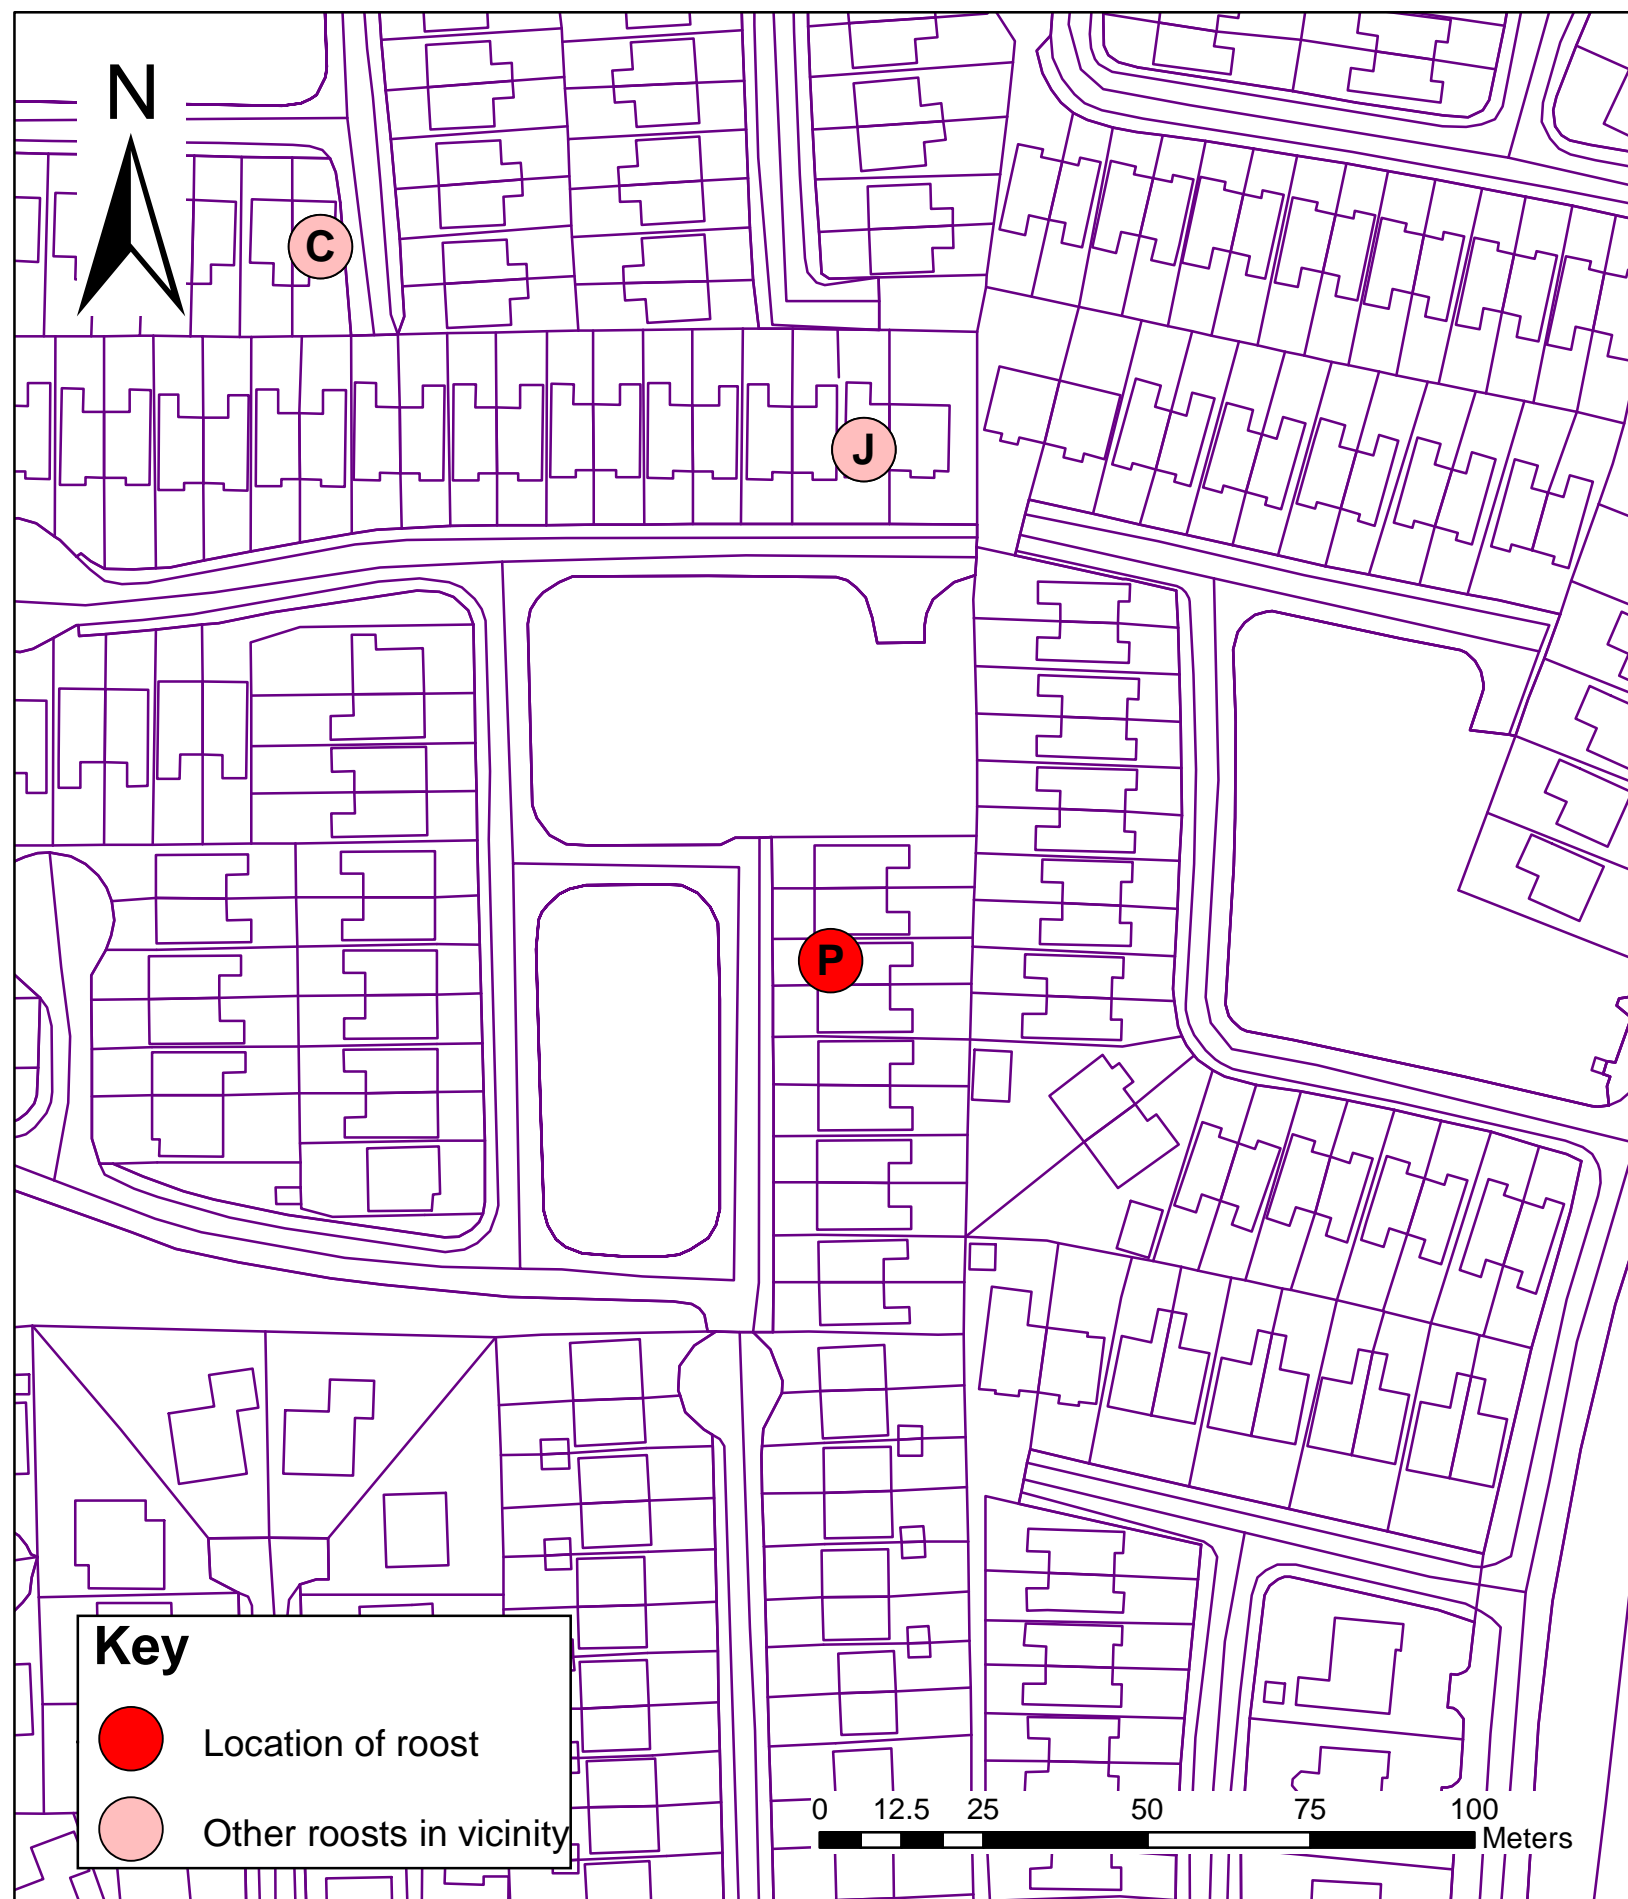 N
C
J
P
Key
Location of roost
Other roosts in vicinity
0 12.5 25 50 75 100
Meters